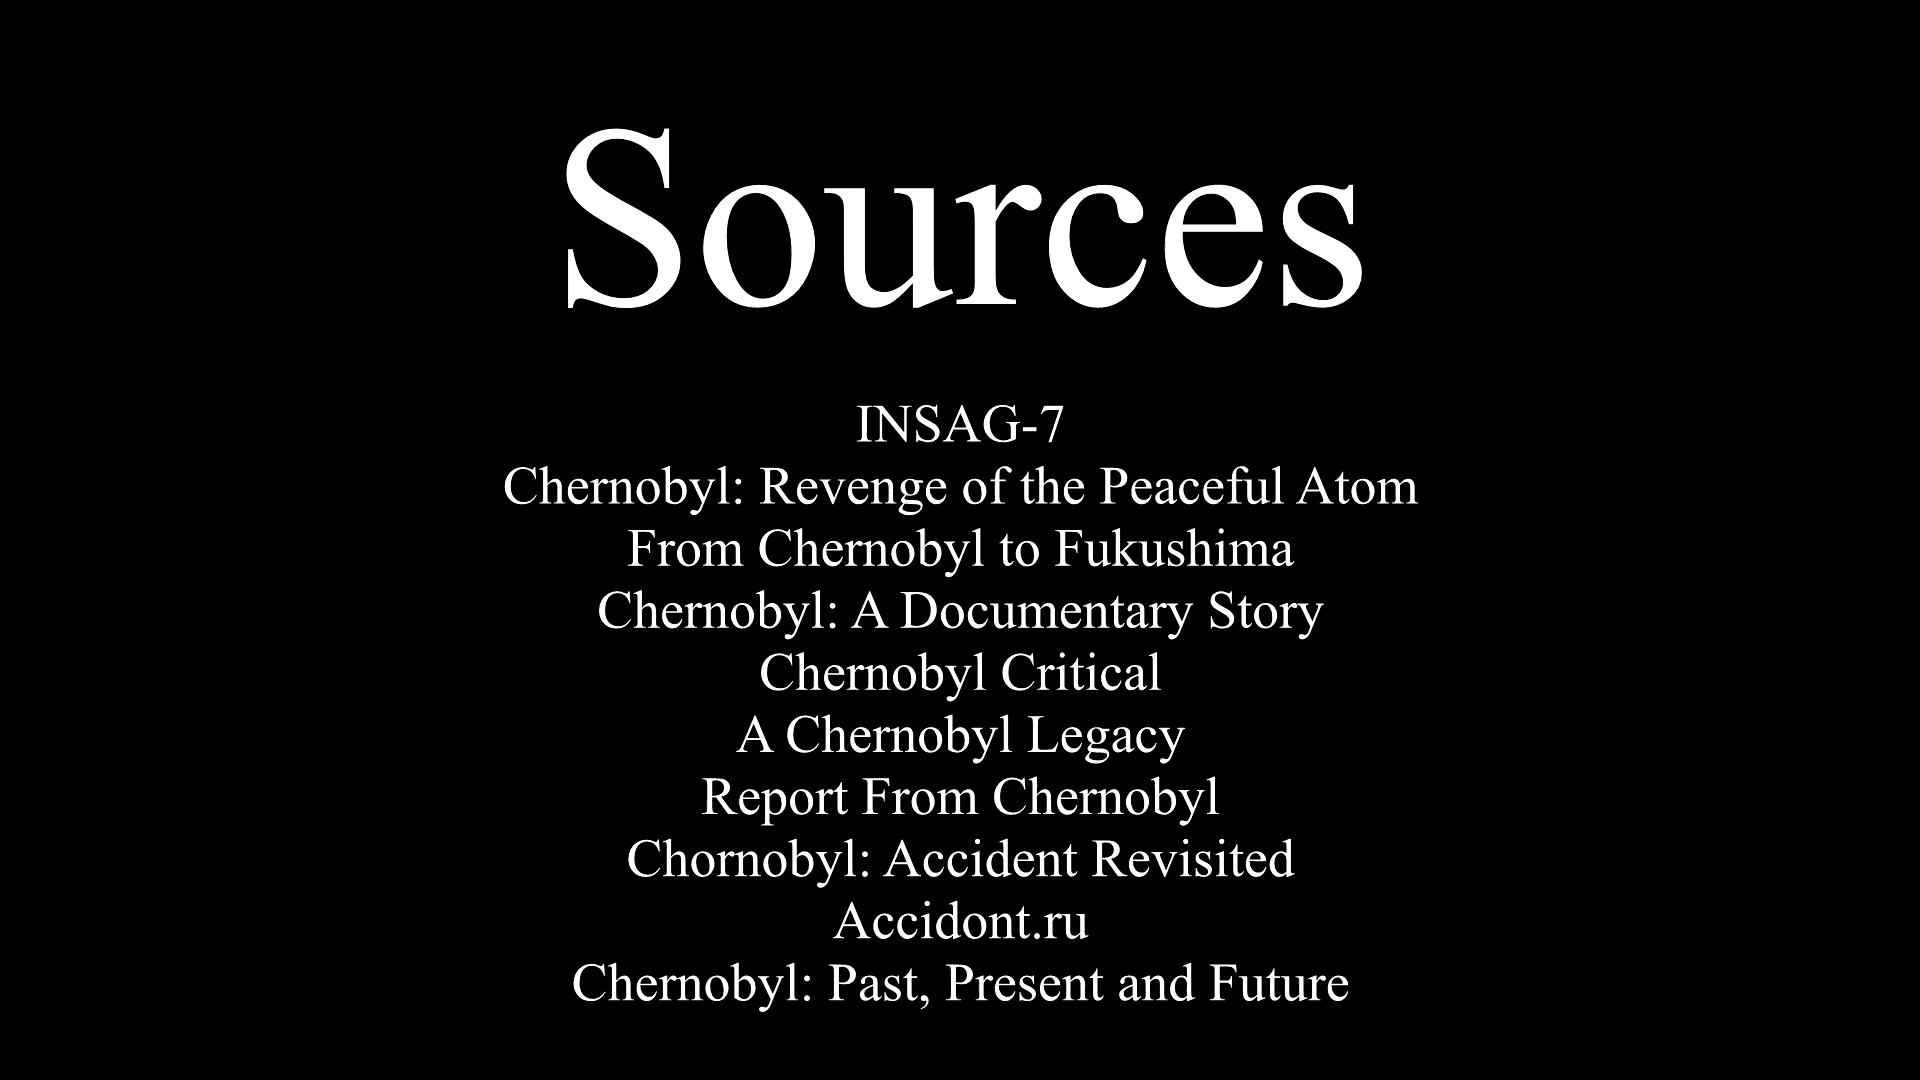 Sources
INSAG-7
Chernobyl: Revenge of the Peaceful Atom
From Chernobyl to Fukushima
Chernobyl: A Documentary Story
Chernobyl Critical
A Chernobyl Legacy
Report From Chernobyl
Chornobyl: Accident Revisited
Accidont.ru
Chernobyl: Past, Present and Future